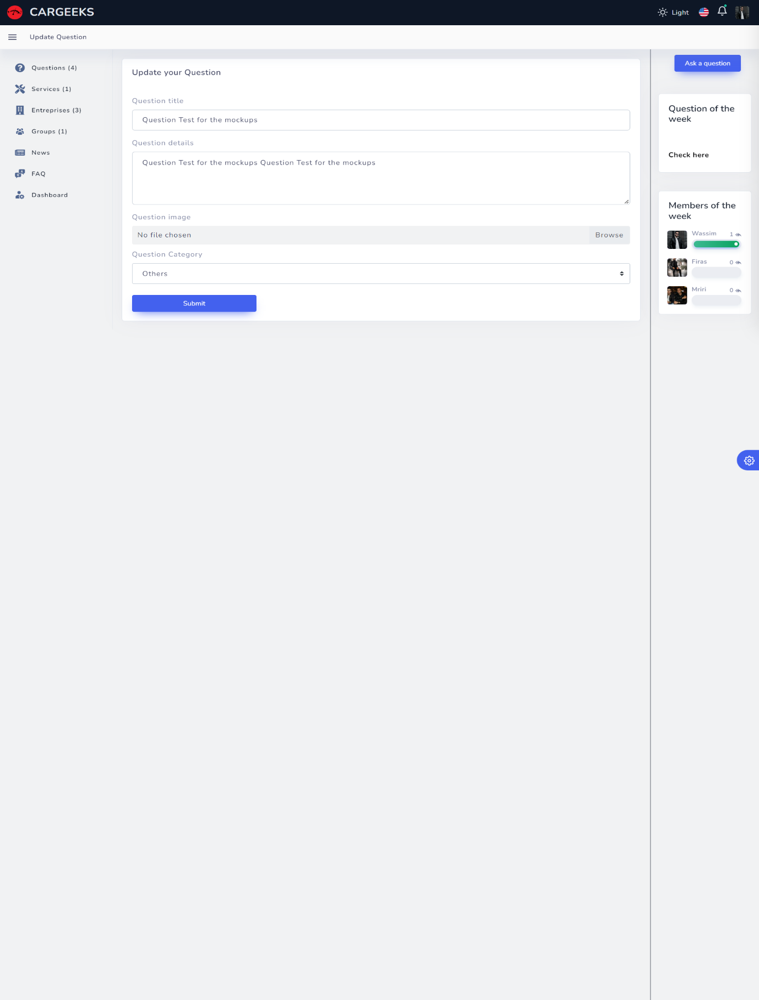 CARGEEKS
Light
Update Question
Questions (4)
Services (1)
Entreprises (3)
Groups (1)
News
FAQ
Dashboard
Update your Question
Question title
Question Test for the mockups
Question details
Question Test for the mockups Question Test for the mockups
Question image
No file chosen
Browse
Question Category
Others
Submit
Ask a question
Question of the
week
Check here
Members of the
week
Wassim 1
Firas 0
Mriri 0